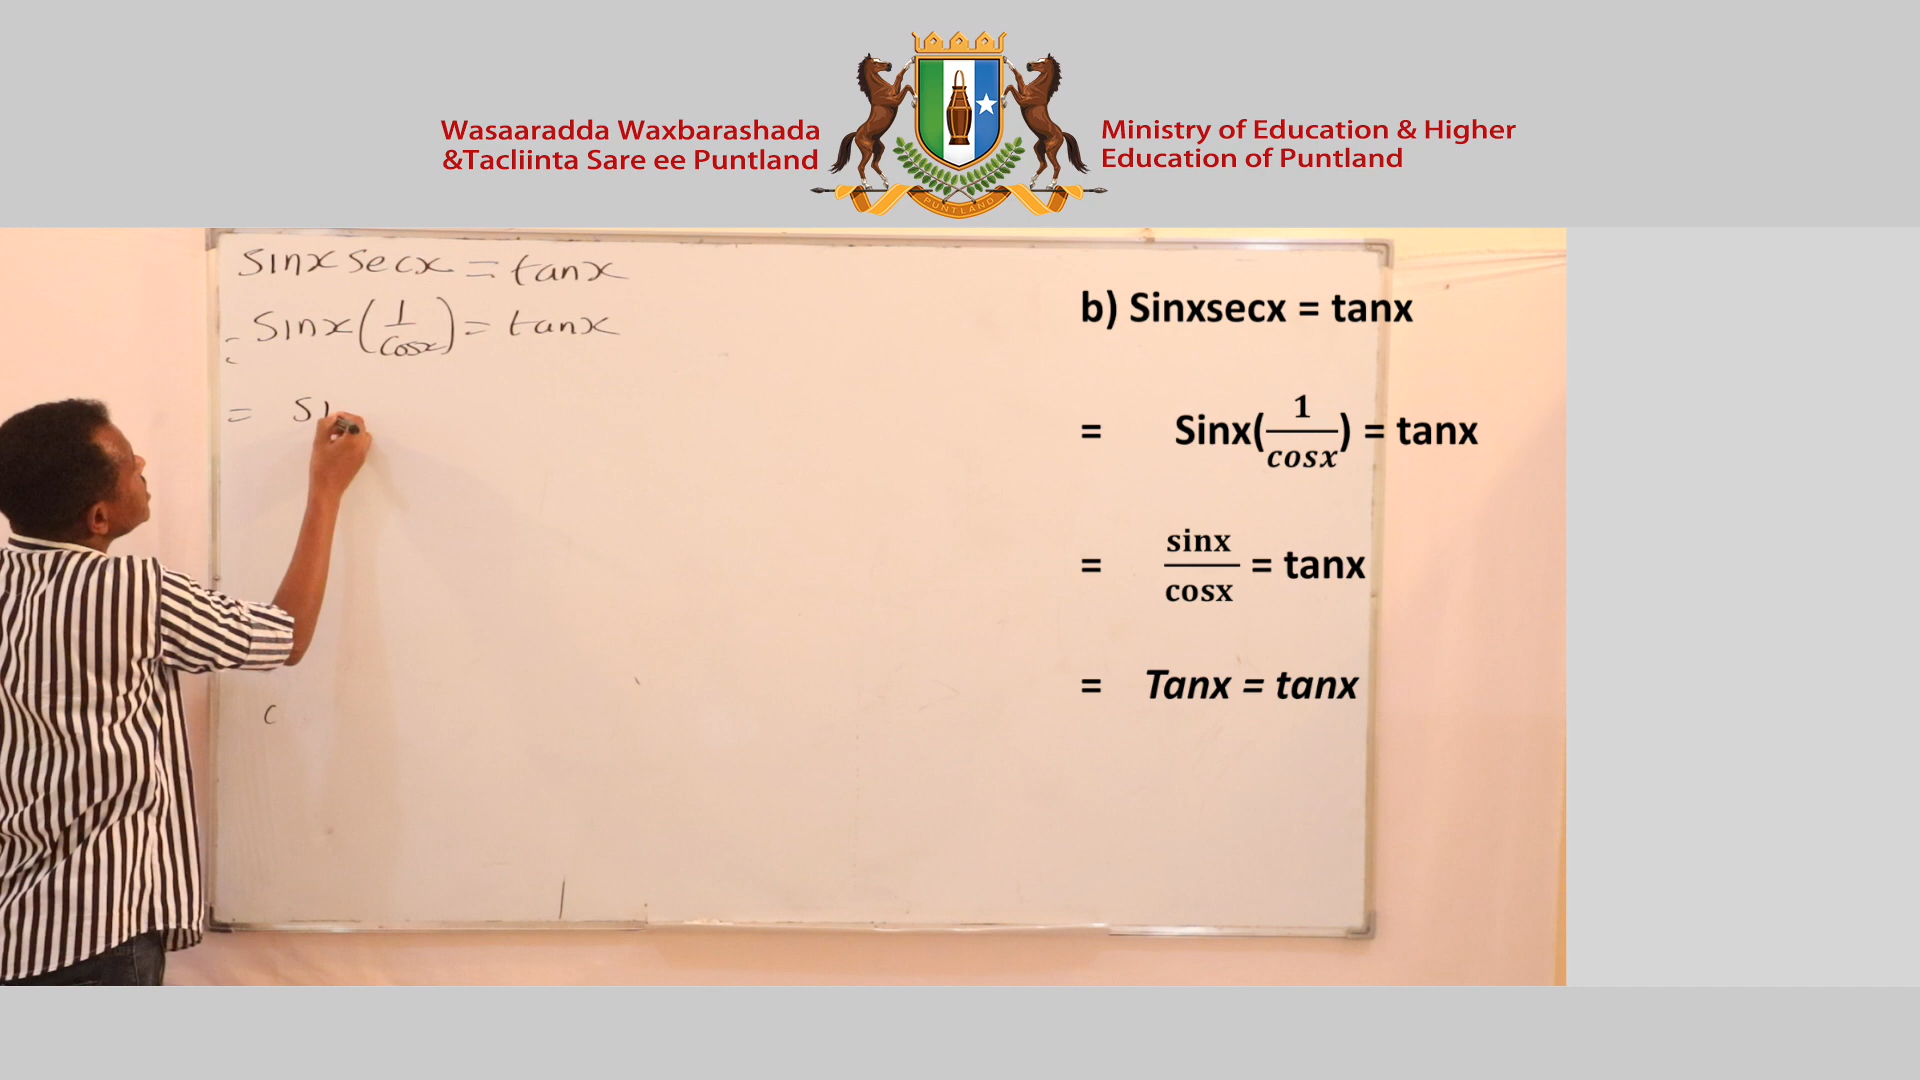 Wasaaradda Waxbarashada
&Tacliinta Sare ee Puntland
Ministry of Education & Higher
Education of Puntland
PUNTLAND
sinx secx = tanx
= sinx(1/cosx) = tanx
= si
c
b) Sinxsecx = tanx
= Sinx(1/cosx) = tanx
= sinx/cosx = tanx
= Tanx = tanx